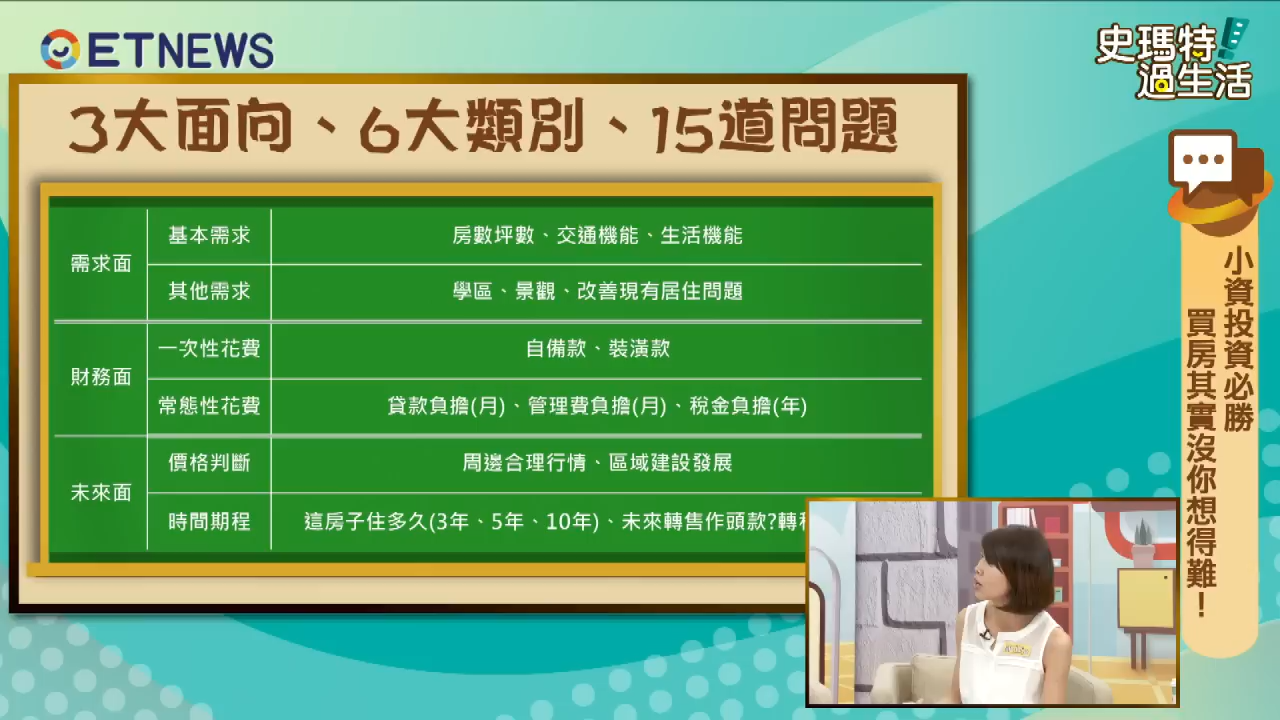 ETNEWS
史瑪特!
過生活
3大面向、6大類別、15道問題
需求面
基本需求
房數坪數、交通機能、生活機能
其他需求
學區、景觀、改善現有居住問題
財務面
一次性花費
自備款、裝潢款
常態性花費
貸款負擔(月)、管理費負擔(月)、稅金負擔(年)
未來面
價格判斷
周邊合理行情、區域建設發展
時間期程
這房子住多久(3年、5年、10年)、未來轉售作頭款?轉
小資投資必勝
買房其實沒你想得難!